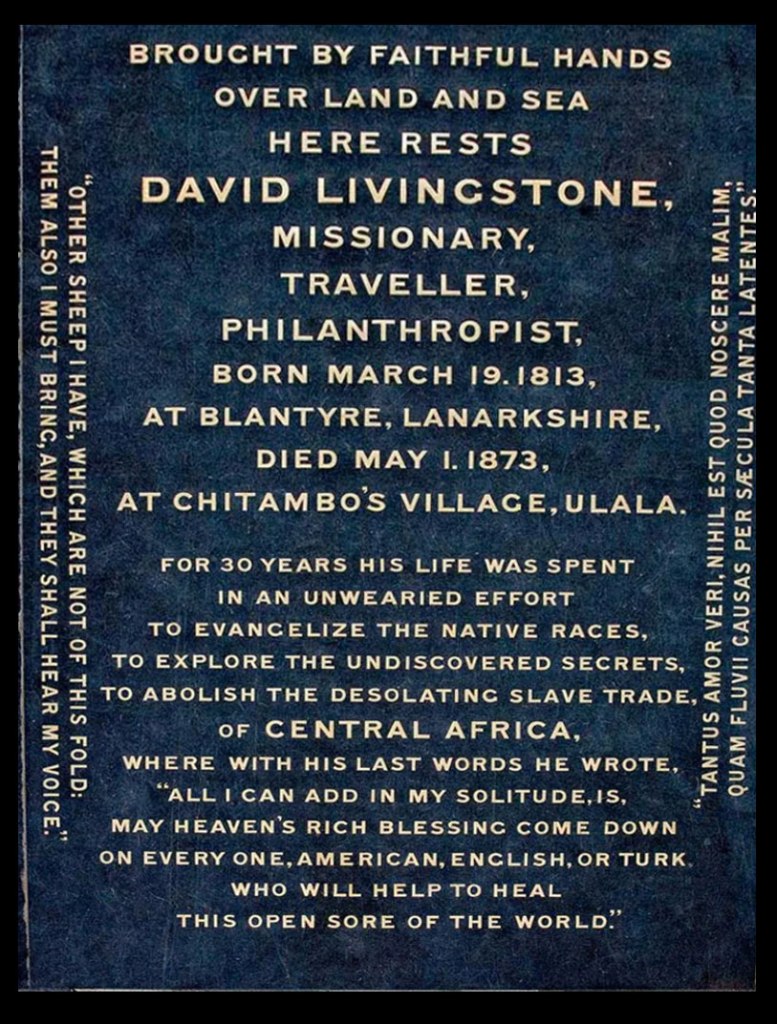 BROUGHT BY FAITHFUL HANDS
OVER LAND AND SEA
HERE RESTS
DAVID LIVINGSTONE,
MISSIONARY,
TRAVELLER,
PHILANTHROPIST,
BORN MARCH 19.1813,
AT BLANTYRE, LANARKSHIRE,
DIED MAY 1.1873,
AT CHITAMBO'S VILLAGE, ULALA.
FOR 30 YEARS HIS LIFE WAS SPENT
IN AN UNWEARIED EFFORT
TO EVANGELIZE THE NATIVE RACES,
TO EXPLORE THE UNDISCOVERED SECRETS,
TO ABOLISH THE DESOLATING SLAVE TRADE,
OF CENTRAL AFRICA,
WHERE WITH HIS LAST WORDS HE WROTE,
"ALL I CAN ADD IN MY SOLITUDE, IS,
MAY HEAVEN'S RICH BLESSING COME DOWN
ON EVERY ONE, AMERICAN, ENGLISH, OR TURK,
WHO WILL HELP TO HEAL
THIS OPEN SORE OF THE WORLD."
"OTHER SHEEP I HAVE, WHICH ARE NOT OF THIS FOLD:
THEM ALSO I MUST BRING, AND THEY SHALL HEAR MY VOICE."
"TANTUS AMOR VERI, NIHIL EST QUOD NOSCERE MALIM,
QUAM FLUVII CAUSAS PER SÆCULA TANTA LATENTES."